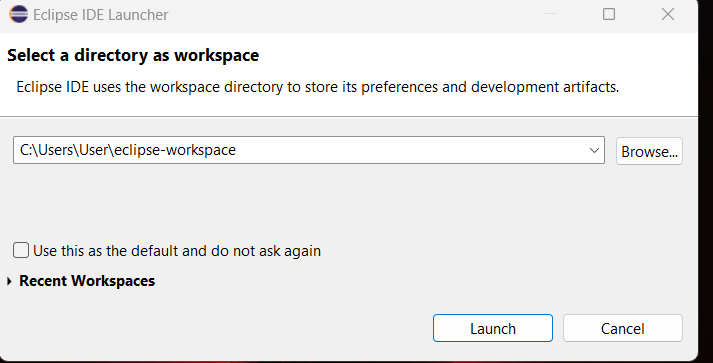 Eclipse IDE Launcher
Select a directory as workspace
Eclipse IDE uses the workspace directory to store its preferences and development artifacts.
C:\Users\User\eclipse-workspace
Browse...
Use this as the default and do not ask again
Recent Workspaces
Launch
Cancel